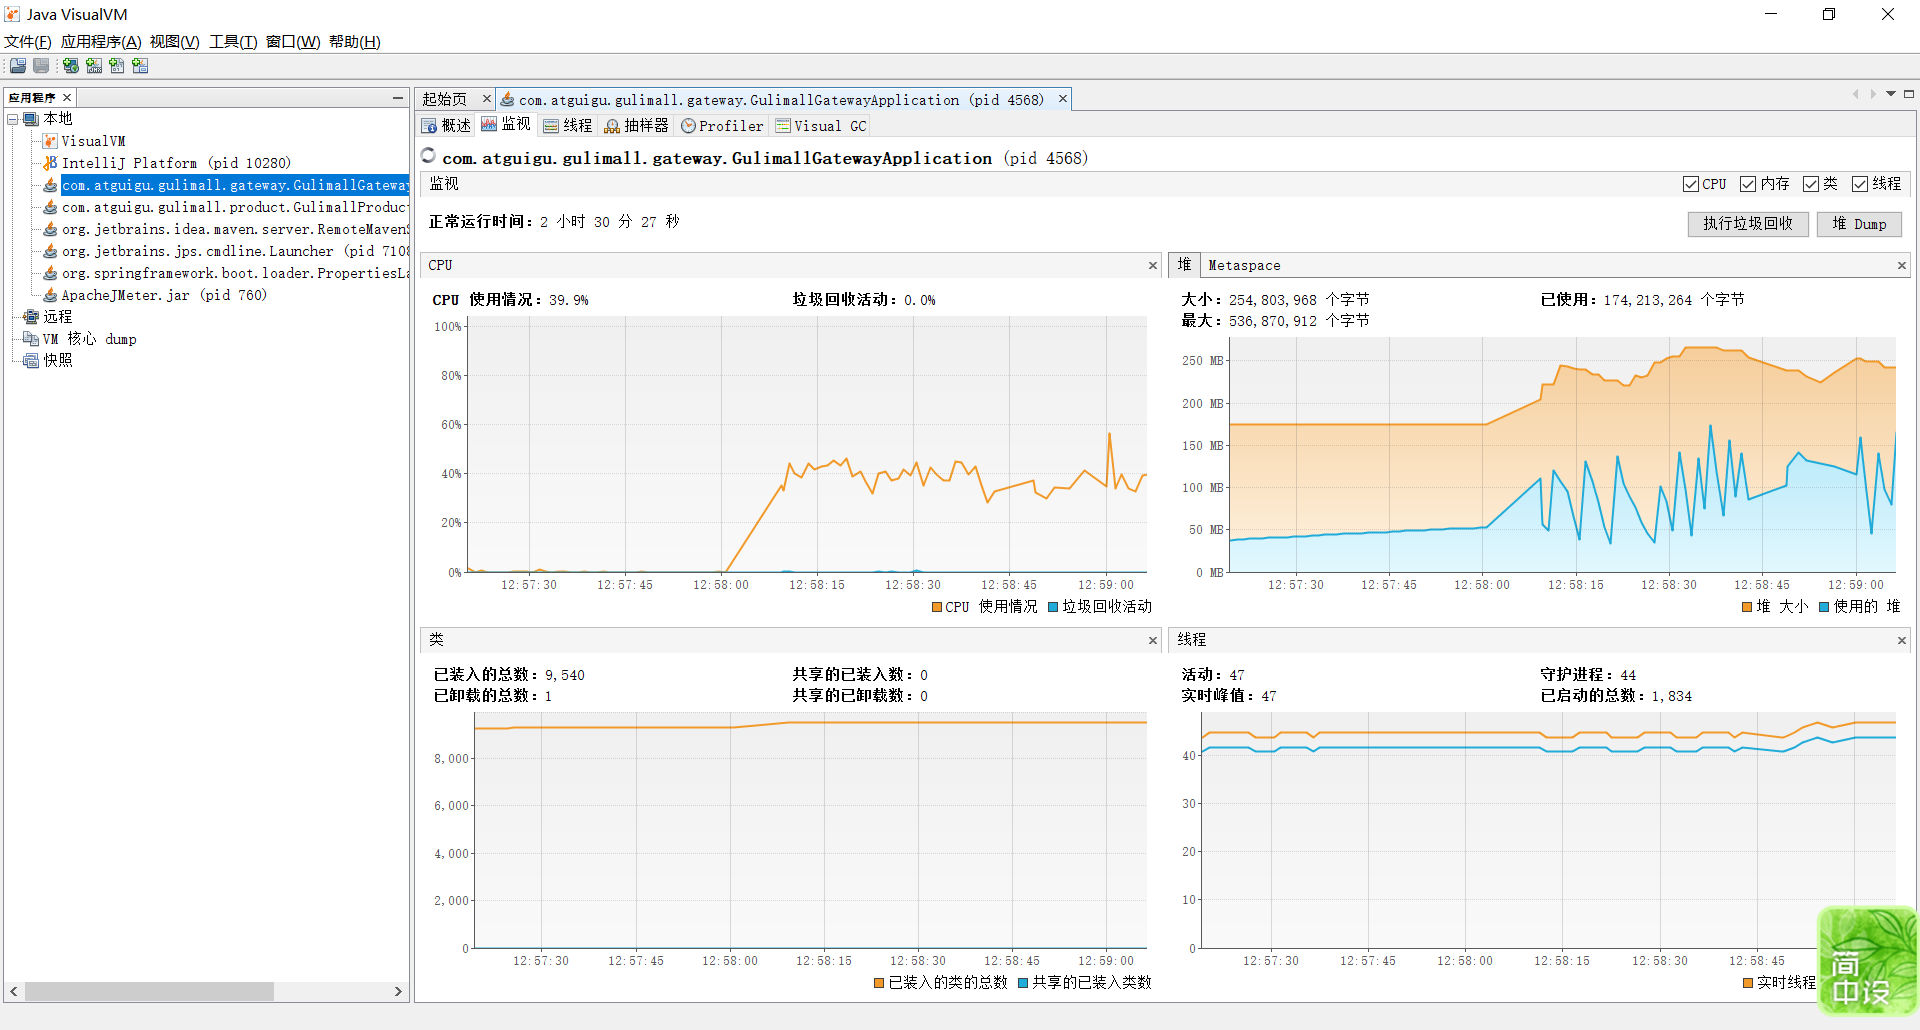 Java VisualVM
文件(F) 应用程序(A) 视图(V) 工具(T) 窗口(W) 帮助(H)
应用程序
本地
VisualVM
IntelliJ Platform (pid 10280)
com.atguigu.gulimall.gateway.GulimallGateway
com.atguigu.gulimall.product.GulimallProduct
org.jetbrains.idea.maven.server.RemoteMavenS
org.jetbrains.jps.cmdline.Launcher (pid 7108
org.springframework.boot.loader.PropertiesLa
ApacheJMeter.jar (pid 760)
远程
VM 核心 dump
快照
起始页 com.atguigu.gulimall.gateway.GulimallGatewayApplication (pid 4568)
概述 监视 线程 抽样器 Profiler Visual GC
com.atguigu.gulimall.gateway.GulimallGatewayApplication (pid 4568)
监视 CPU 内存 类 线程
正常运行时间: 2 小时 30 分 27 秒
执行垃圾回收 堆 Dump
CPU
CPU 使用情况: 39.9% 垃圾回收活动: 0.0%
100%
80%
60%
40%
20%
0%
12:57:30 12:57:45 12:58:00 12:58:15 12:58:30 12:58:45 12:59:00
CPU 使用情况 垃圾回收活动
堆 Metaspace
大小: 254,803,968 个字节 已使用: 174,213,264 个字节
最大: 536,870,912 个字节
250 MB
200 MB
150 MB
100 MB
50 MB
0 MB
12:57:30 12:57:45 12:58:00 12:58:15 12:58:30 12:58:45 12:59:00
堆 大小 使用的 堆
类
已装入的总数: 9,540 共享的已装入数: 0
已卸载的总数: 1 共享的已卸载数: 0
8,000
6,000
4,000
2,000
0
12:57:30 12:57:45 12:58:00 12:58:15 12:58:30 12:58:45 12:59:00
已装入的类的总数 共享的已装入类数
线程
活动: 47 守护进程: 44
实时峰值: 47 已启动的总数: 1,834
40
30
20
10
0
12:57:30 12:57:45 12:58:00 12:58:15 12:58:30 12:58:45
实时线程
简
中 设